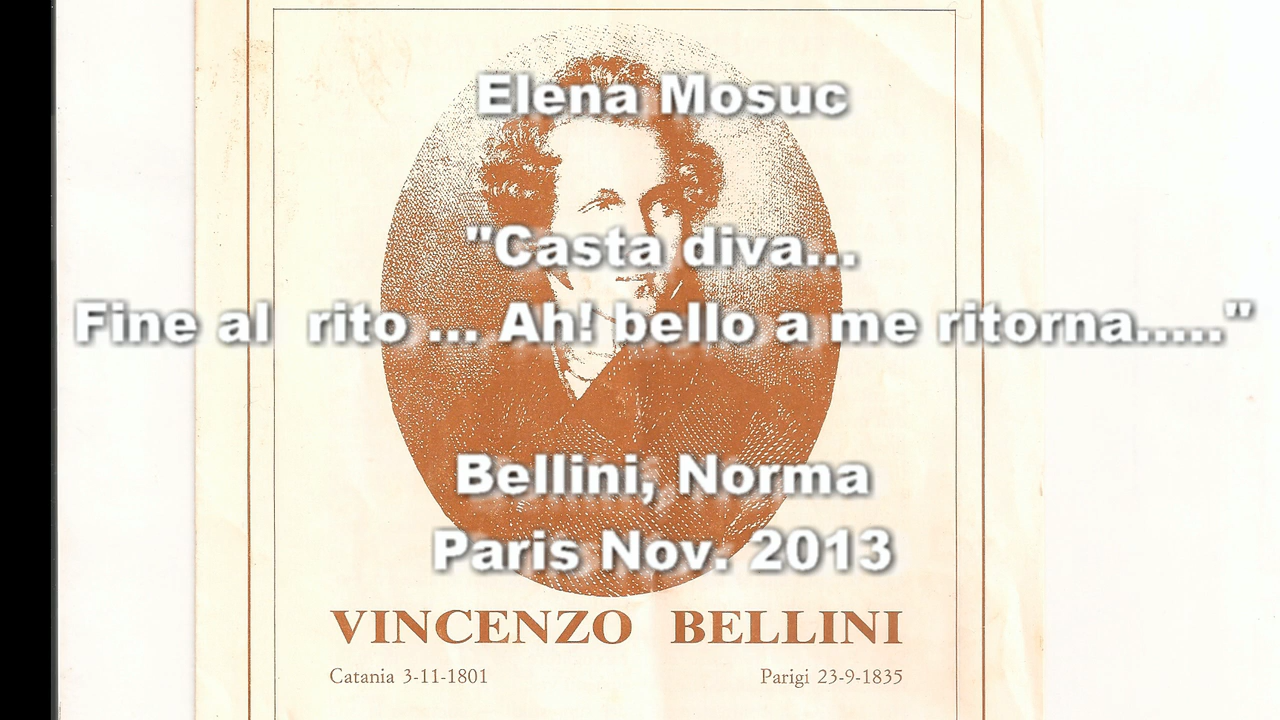 Elena Mosuc
"Casta diva...
Fine al  rito ... Ah! bello a me ritorna....."
Bellini, Norma
Paris Nov. 2013
VINCENZO BELLINI
Catania 3-11-1801 Parigi 23-9-1835